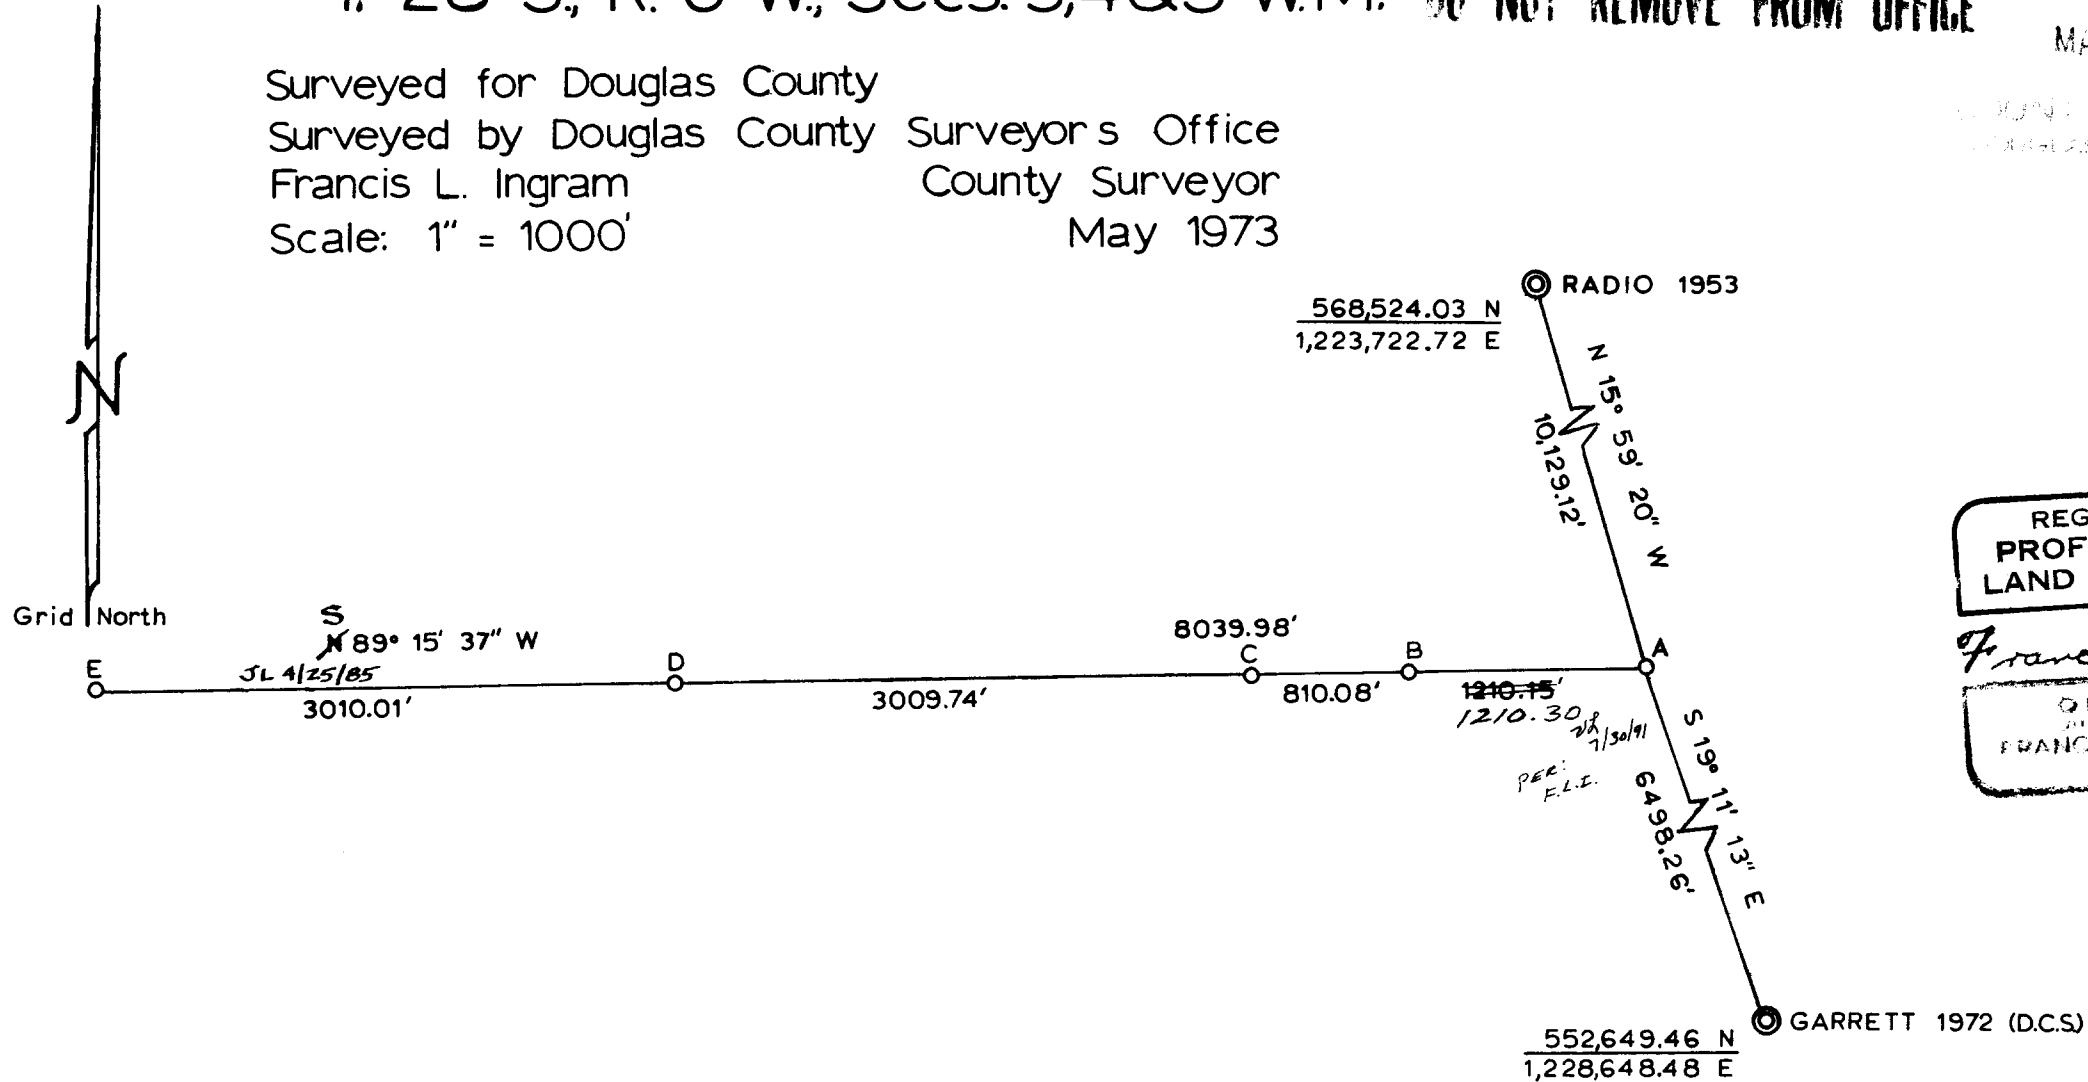 DO NOT REMOVE FROM OFFICE
Surveyed for Douglas County
Surveyed by Douglas County Surveyors Office
Francis L. Ingram County Surveyor
Scale: 1" = 1000' May 1973
N
Grid North
RADIO 1953
568,524.03 N
1,223,722.72 E
N 15° 59' 20" W
10,129.12'
S
N 89° 15' 37" W
JL 4/25/85
8039.98'
E
D
C
B
A
3010.01'
3009.74'
810.08'
1210.15'
1210.30
7/30/91
PER:
F.L.I.
S 19° 11' 13" E
6498.26'
GARRETT 1972 (D.C.S.)
552,649.46 N
1,228,648.48 E
REG
PROF
LAND